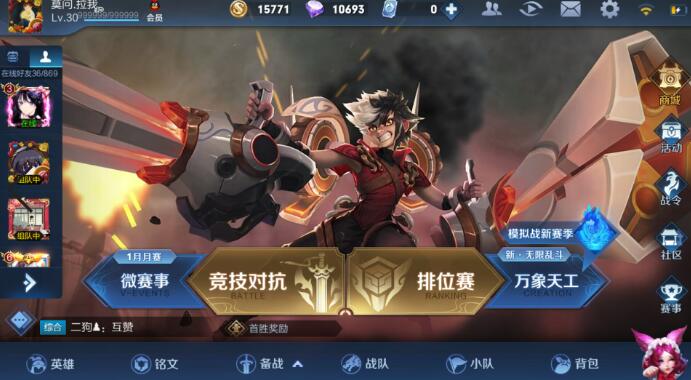 莫问.拉我
Lv.30
999999/999999
会员
15771
10693
0
在线好友36/869
3
在线
组队中
组队中
6
商城
活动
战令
社区
赛事
模拟战新赛季
1月月赛
微赛事
V-EVENTS
竞技对抗
BATTLE
排位赛
RANKING
新·无限乱斗
万象天工
CREATION
综合 二狗♟：互赞
首胜奖励
英雄
铭文
备战
战队
小队
背包